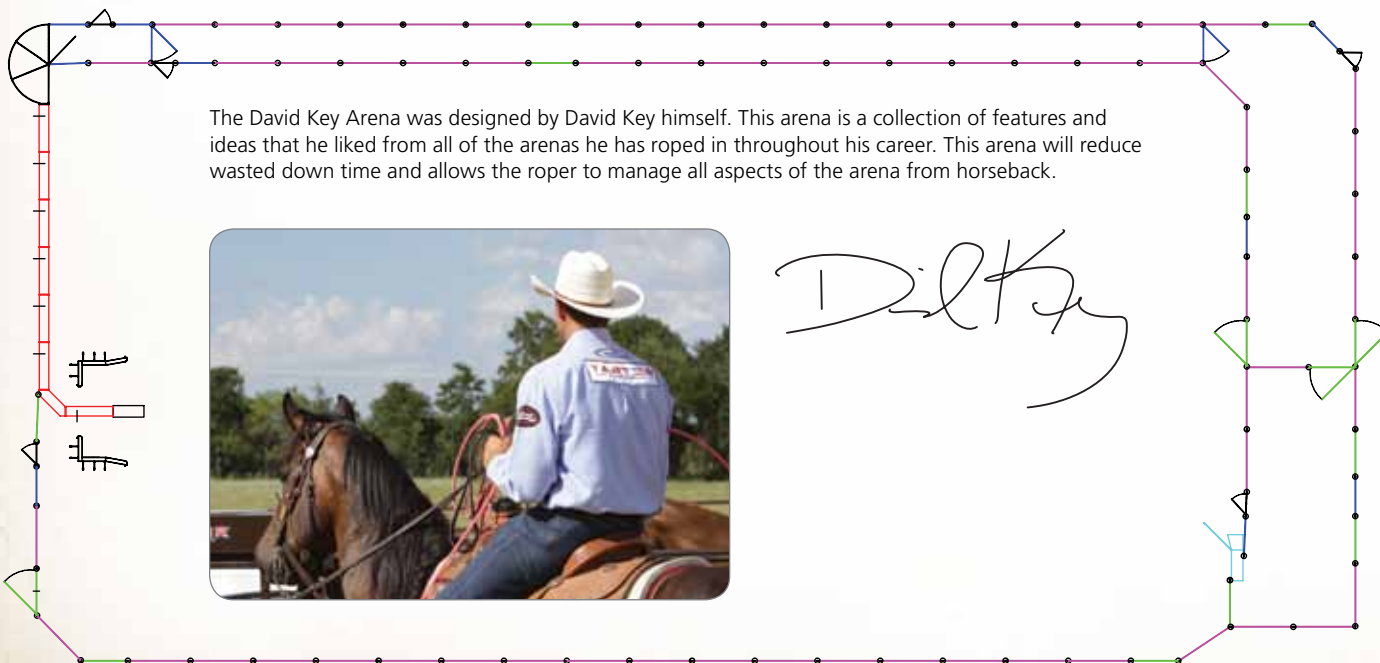 The David Key Arena was designed by David Key himself. This arena is a collection of features and
ideas that he liked from all of the arenas he has roped in throughout his career. This arena will reduce
wasted down time and allows the roper to manage all aspects of the arena from horseback.
David Key